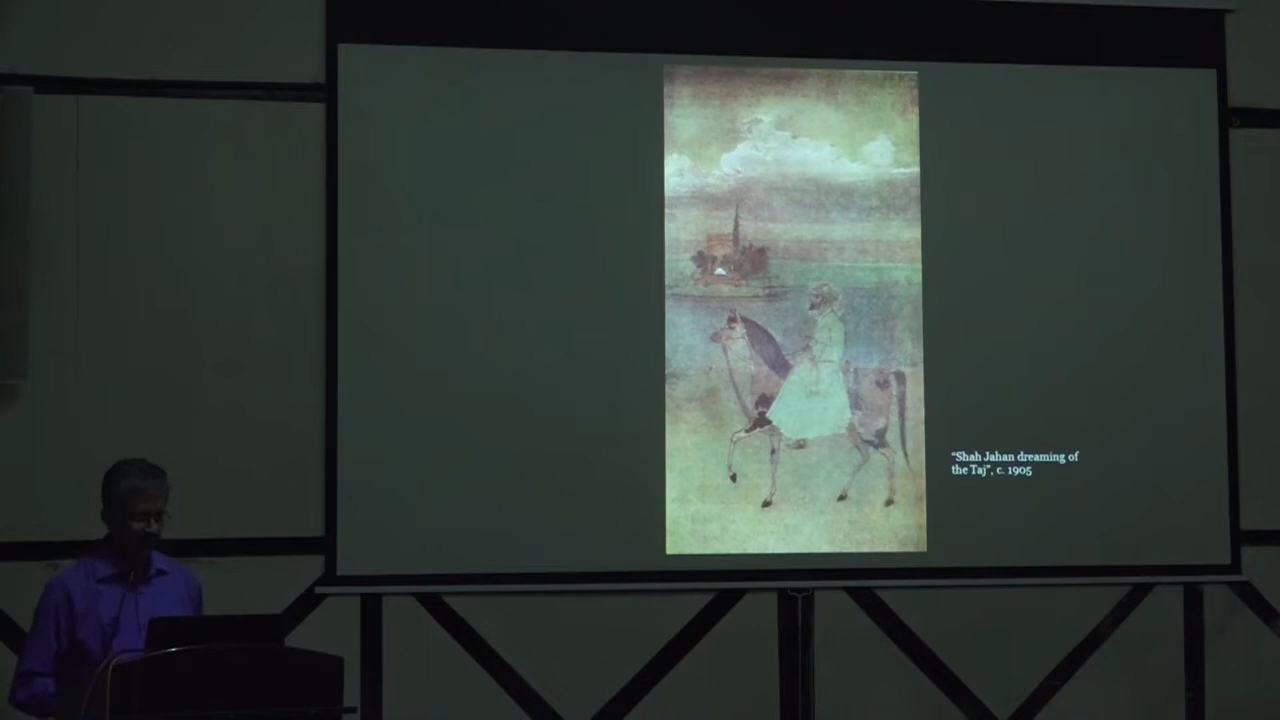 “Shah Jahan dreaming of
the Taj”, c. 1905